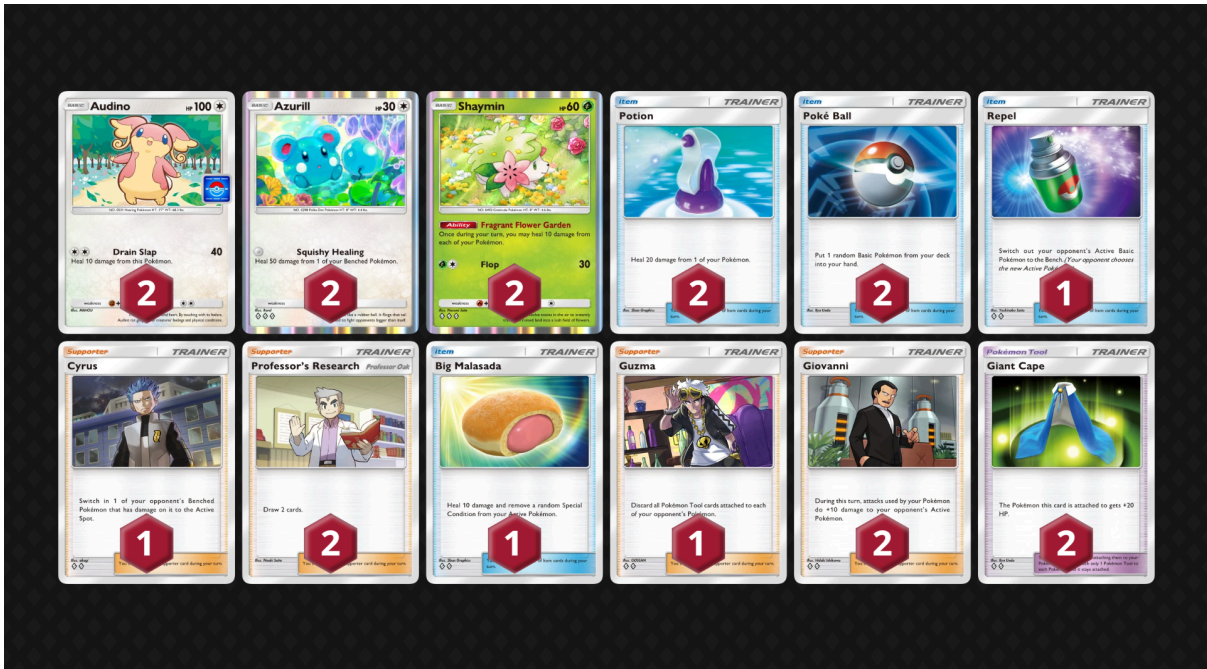 BASIC Audino HP 100
Drain Slap 40
Heal 10 damage from this Pokémon.
weakness
2
BASIC Azurill HP 30
Squishy Healing
Heal 50 damage from 1 of your Benched Pokémon.
weakness
2
BASIC Shaymin HP 60
Ability Fragrant Flower Garden
Once during your turn, you may heal 10 damage from
each of your Pokémon.
Flop 30
weakness
2
Item TRAINER
Potion
Heal 20 damage from 1 of your Pokémon.
2
Item TRAINER
Poké Ball
Put 1 random Basic Pokémon from your deck
into your hand.
2
Item TRAINER
Repel
Switch out your opponent's Active Basic
Pokémon to the Bench. (Your opponent chooses
the new Active
1
Supporter TRAINER
Cyrus
Switch in 1 of your opponent's Benched
Pokémon that has damage on it to the Active
Spot.
1
Supporter TRAINER
Professor's Research Professor Oak
Draw 2 cards.
2
Item TRAINER
Big Malasada
Heal 10 damage and remove a random Special
Condition from your Active Pokémon.
1
Supporter TRAINER
Guzma
Discard all Pokémon Tool cards attached to each
of your opponent's Pokémon.
1
Supporter TRAINER
Giovanni
During this turn, attacks used by your Pokémon
do +10 damage to your opponent's Active
Pokémon.
2
Pokémon Tool TRAINER
Giant Cape
The Pokémon this card is attached to gets +20
HP.
2